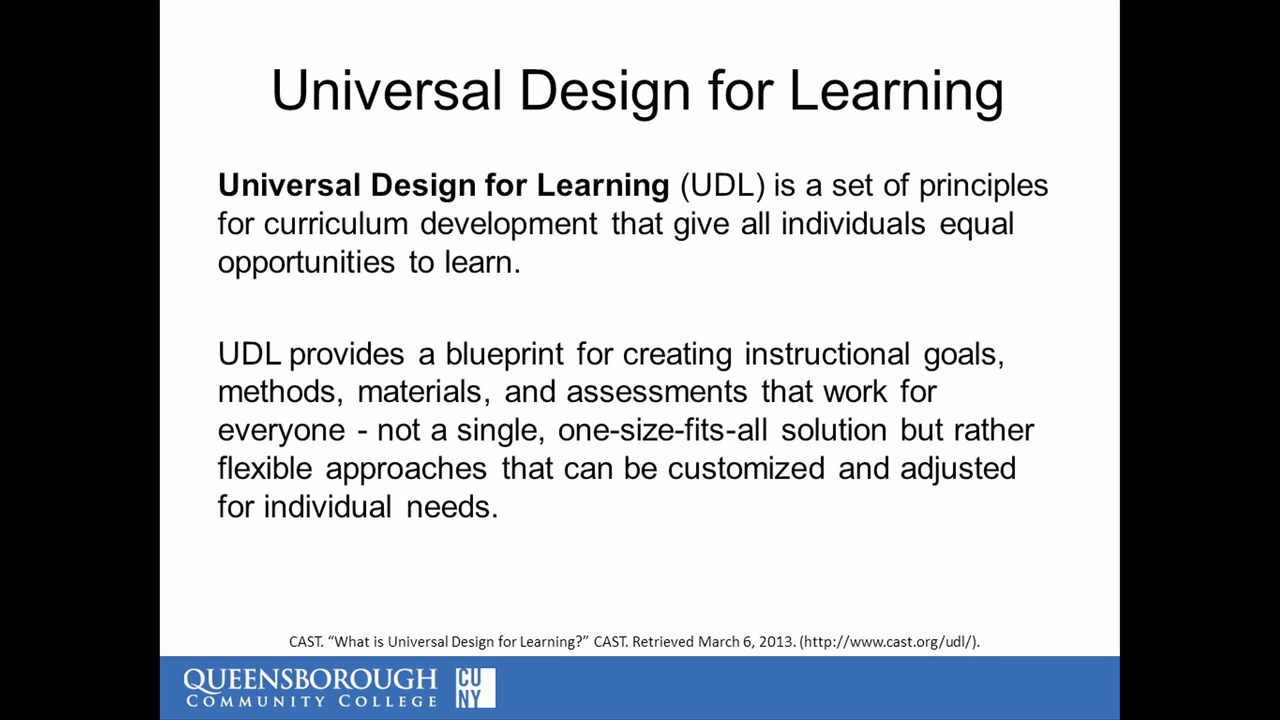 Universal Design for Learning
Universal Design for Learning (UDL) is a set of principles
for curriculum development that give all individuals equal
opportunities to learn.
UDL provides a blueprint for creating instructional goals,
methods, materials, and assessments that work for
everyone - not a single, one-size-fits-all solution but rather
flexible approaches that can be customized and adjusted
for individual needs.
CAST. “What is Universal Design for Learning?” CAST. Retrieved March 6, 2013. (http://www.cast.org/udl/).
QUEENSBOROUGH
COMMUNITY COLLEGE
CU
NY